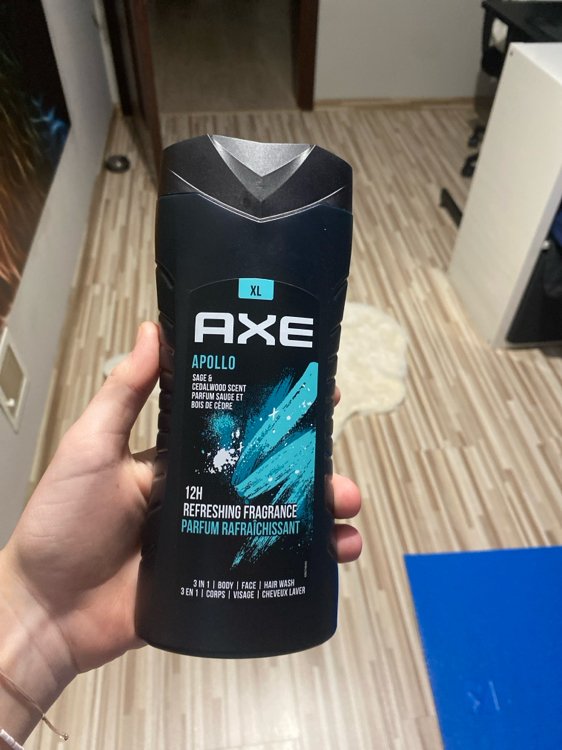 XL
AXE
APOLLO
SAGE &
CEDALWOOD SCENT
PARFUM SAUGE ET
BOIS DE CÈDRE
12H
REFRESHING FRAGRANCE
PARFUM RAFRAÎCHISSANT
3 IN 1 | BODY | FACE | HAIR WASH
3 EN 1 | CORPS | VISAGE | CHEVEUX LAVER